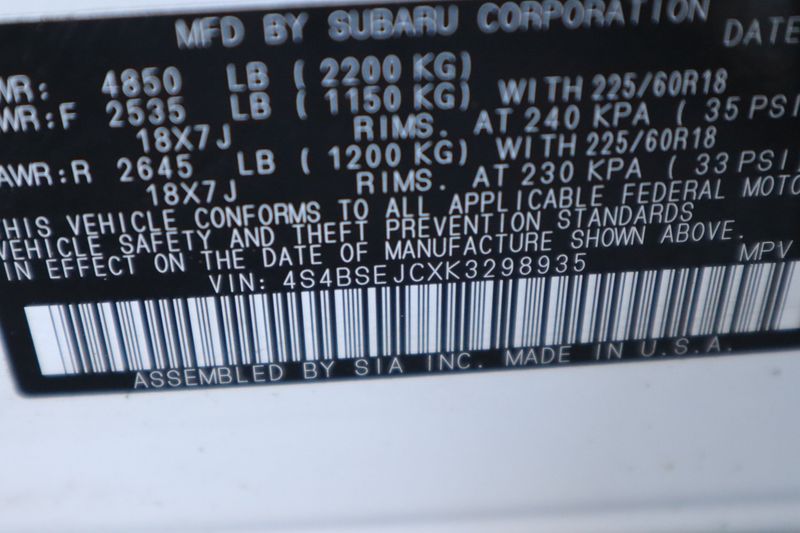 MFD BY SUBARU CORPORATION DATE
WR: 4850 LB ( 2200 KG)
WR:F 2535 LB ( 1150 KG) WITH 225/60R18
18X7J RIMS. AT 240 KPA ( 35 PSI
AWR:R 2645 LB ( 1200 KG) WITH 225/60R18
18X7J RIMS. AT 230 KPA ( 33 PSI)
HIS VEHICLE CONFORMS TO ALL APPLICABLE FEDERAL MOTO
VEHICLE SAFETY AND THEFT PREVENTION STANDARDS
IN EFFECT ON THE DATE OF MANUFACTURE SHOWN ABOVE.
VIN: 4S4BSEJCXK3298935 MPV
ASSEMBLED BY SIA INC. MADE IN U.S.A.